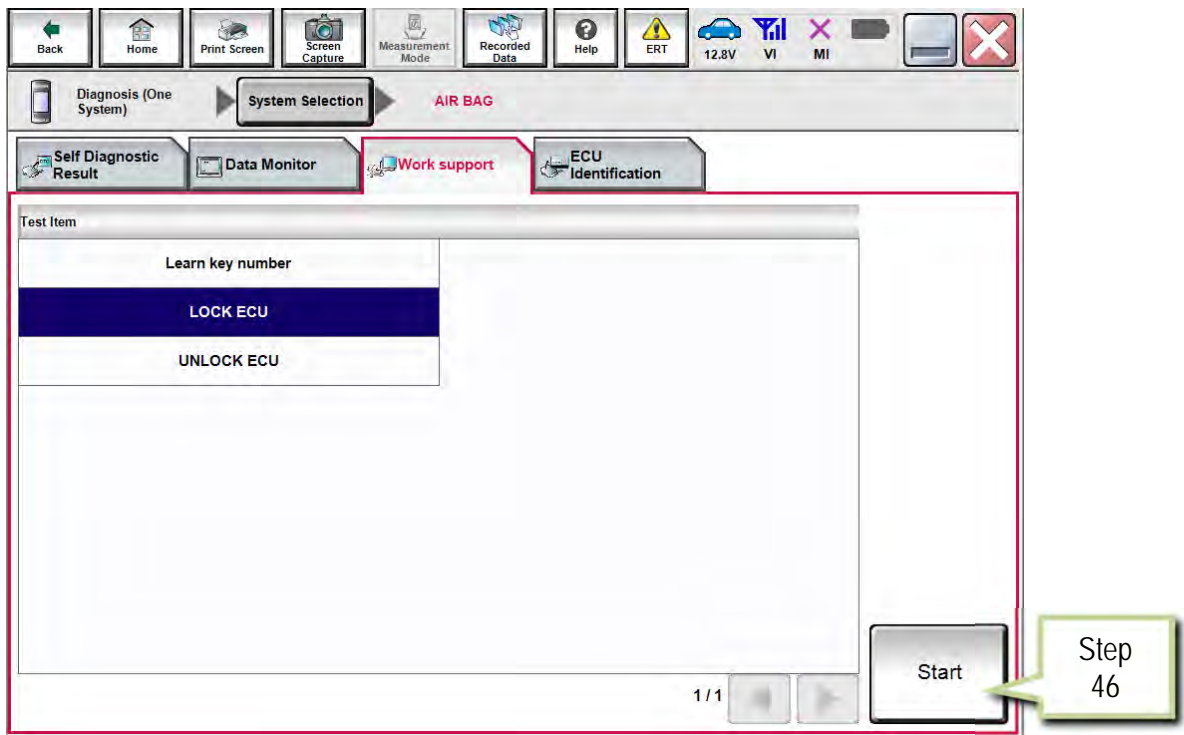 Back
Home
Print Screen
Screen
Capture
Measurement
Mode
Recorded
Data
Help
ERT
12.8V
VI
MI
Diagnosis (One
System)
System Selection
AIR BAG
Self Diagnostic
Result
Data Monitor
Work support
ECU
Identification
Test Item
Learn key number
LOCK ECU
UNLOCK ECU
1/1
Start
Step
46